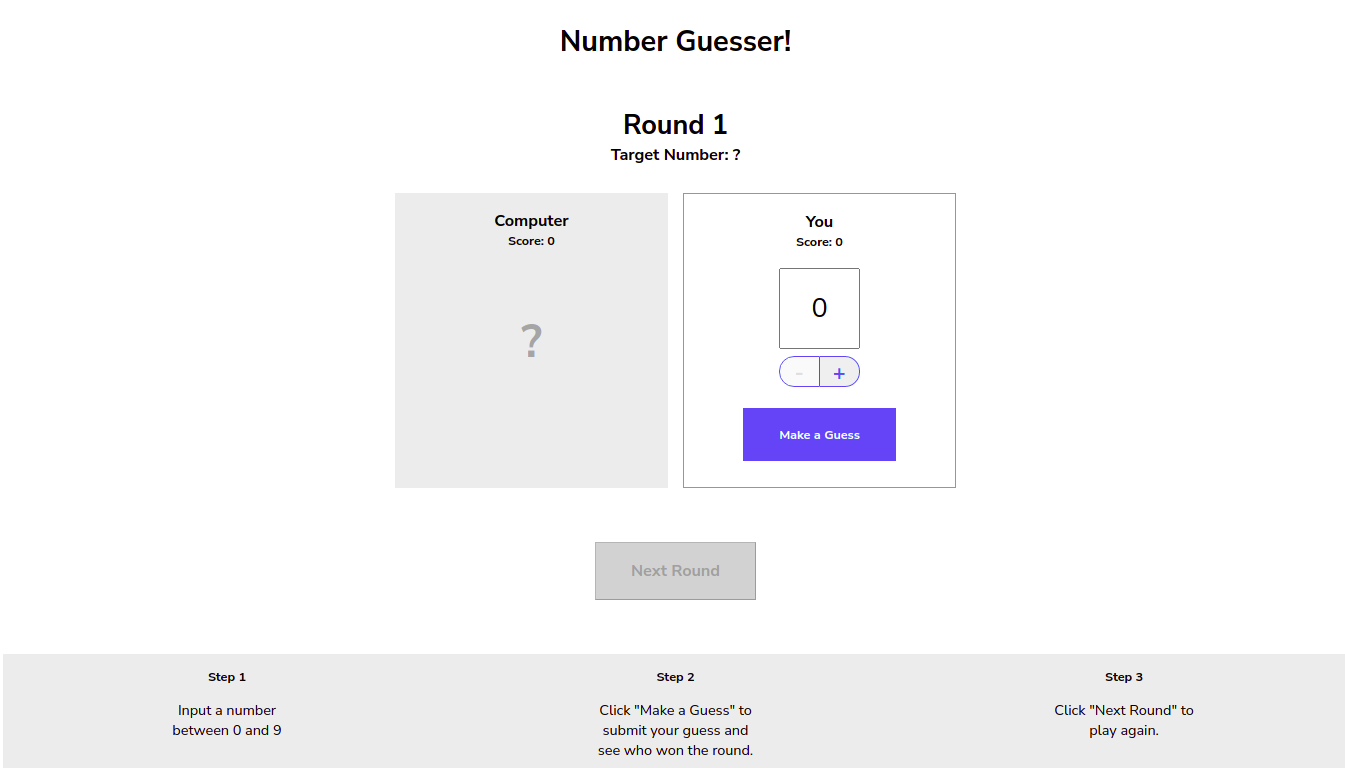 Number Guesser!
Round 1
Target Number: ?
Computer
Score: 0
?
You
Score: 0
0
- +
Make a Guess
Next Round
Step 1
Input a number
between 0 and 9
Step 2
Click "Make a Guess" to
submit your guess and
see who won the round.
Step 3
Click "Next Round" to
play again.